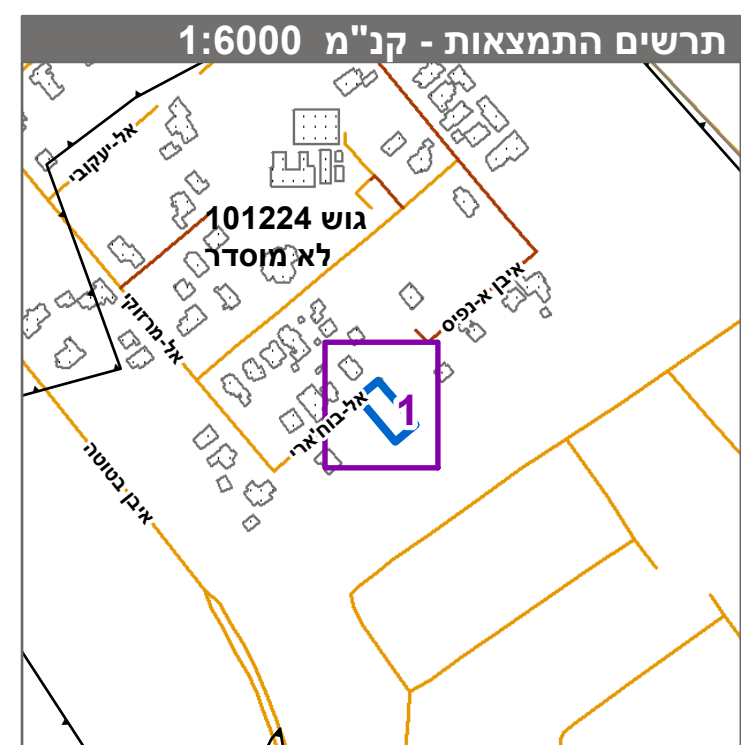 תרשים התמצאות - קנ"מ 1:6000
אל-יעקובי
גוש 101224
לא מוסדר
איבן א-נפיס
אל-מרזוקי
אל-בוח'ארי
1
איבן בטוטה